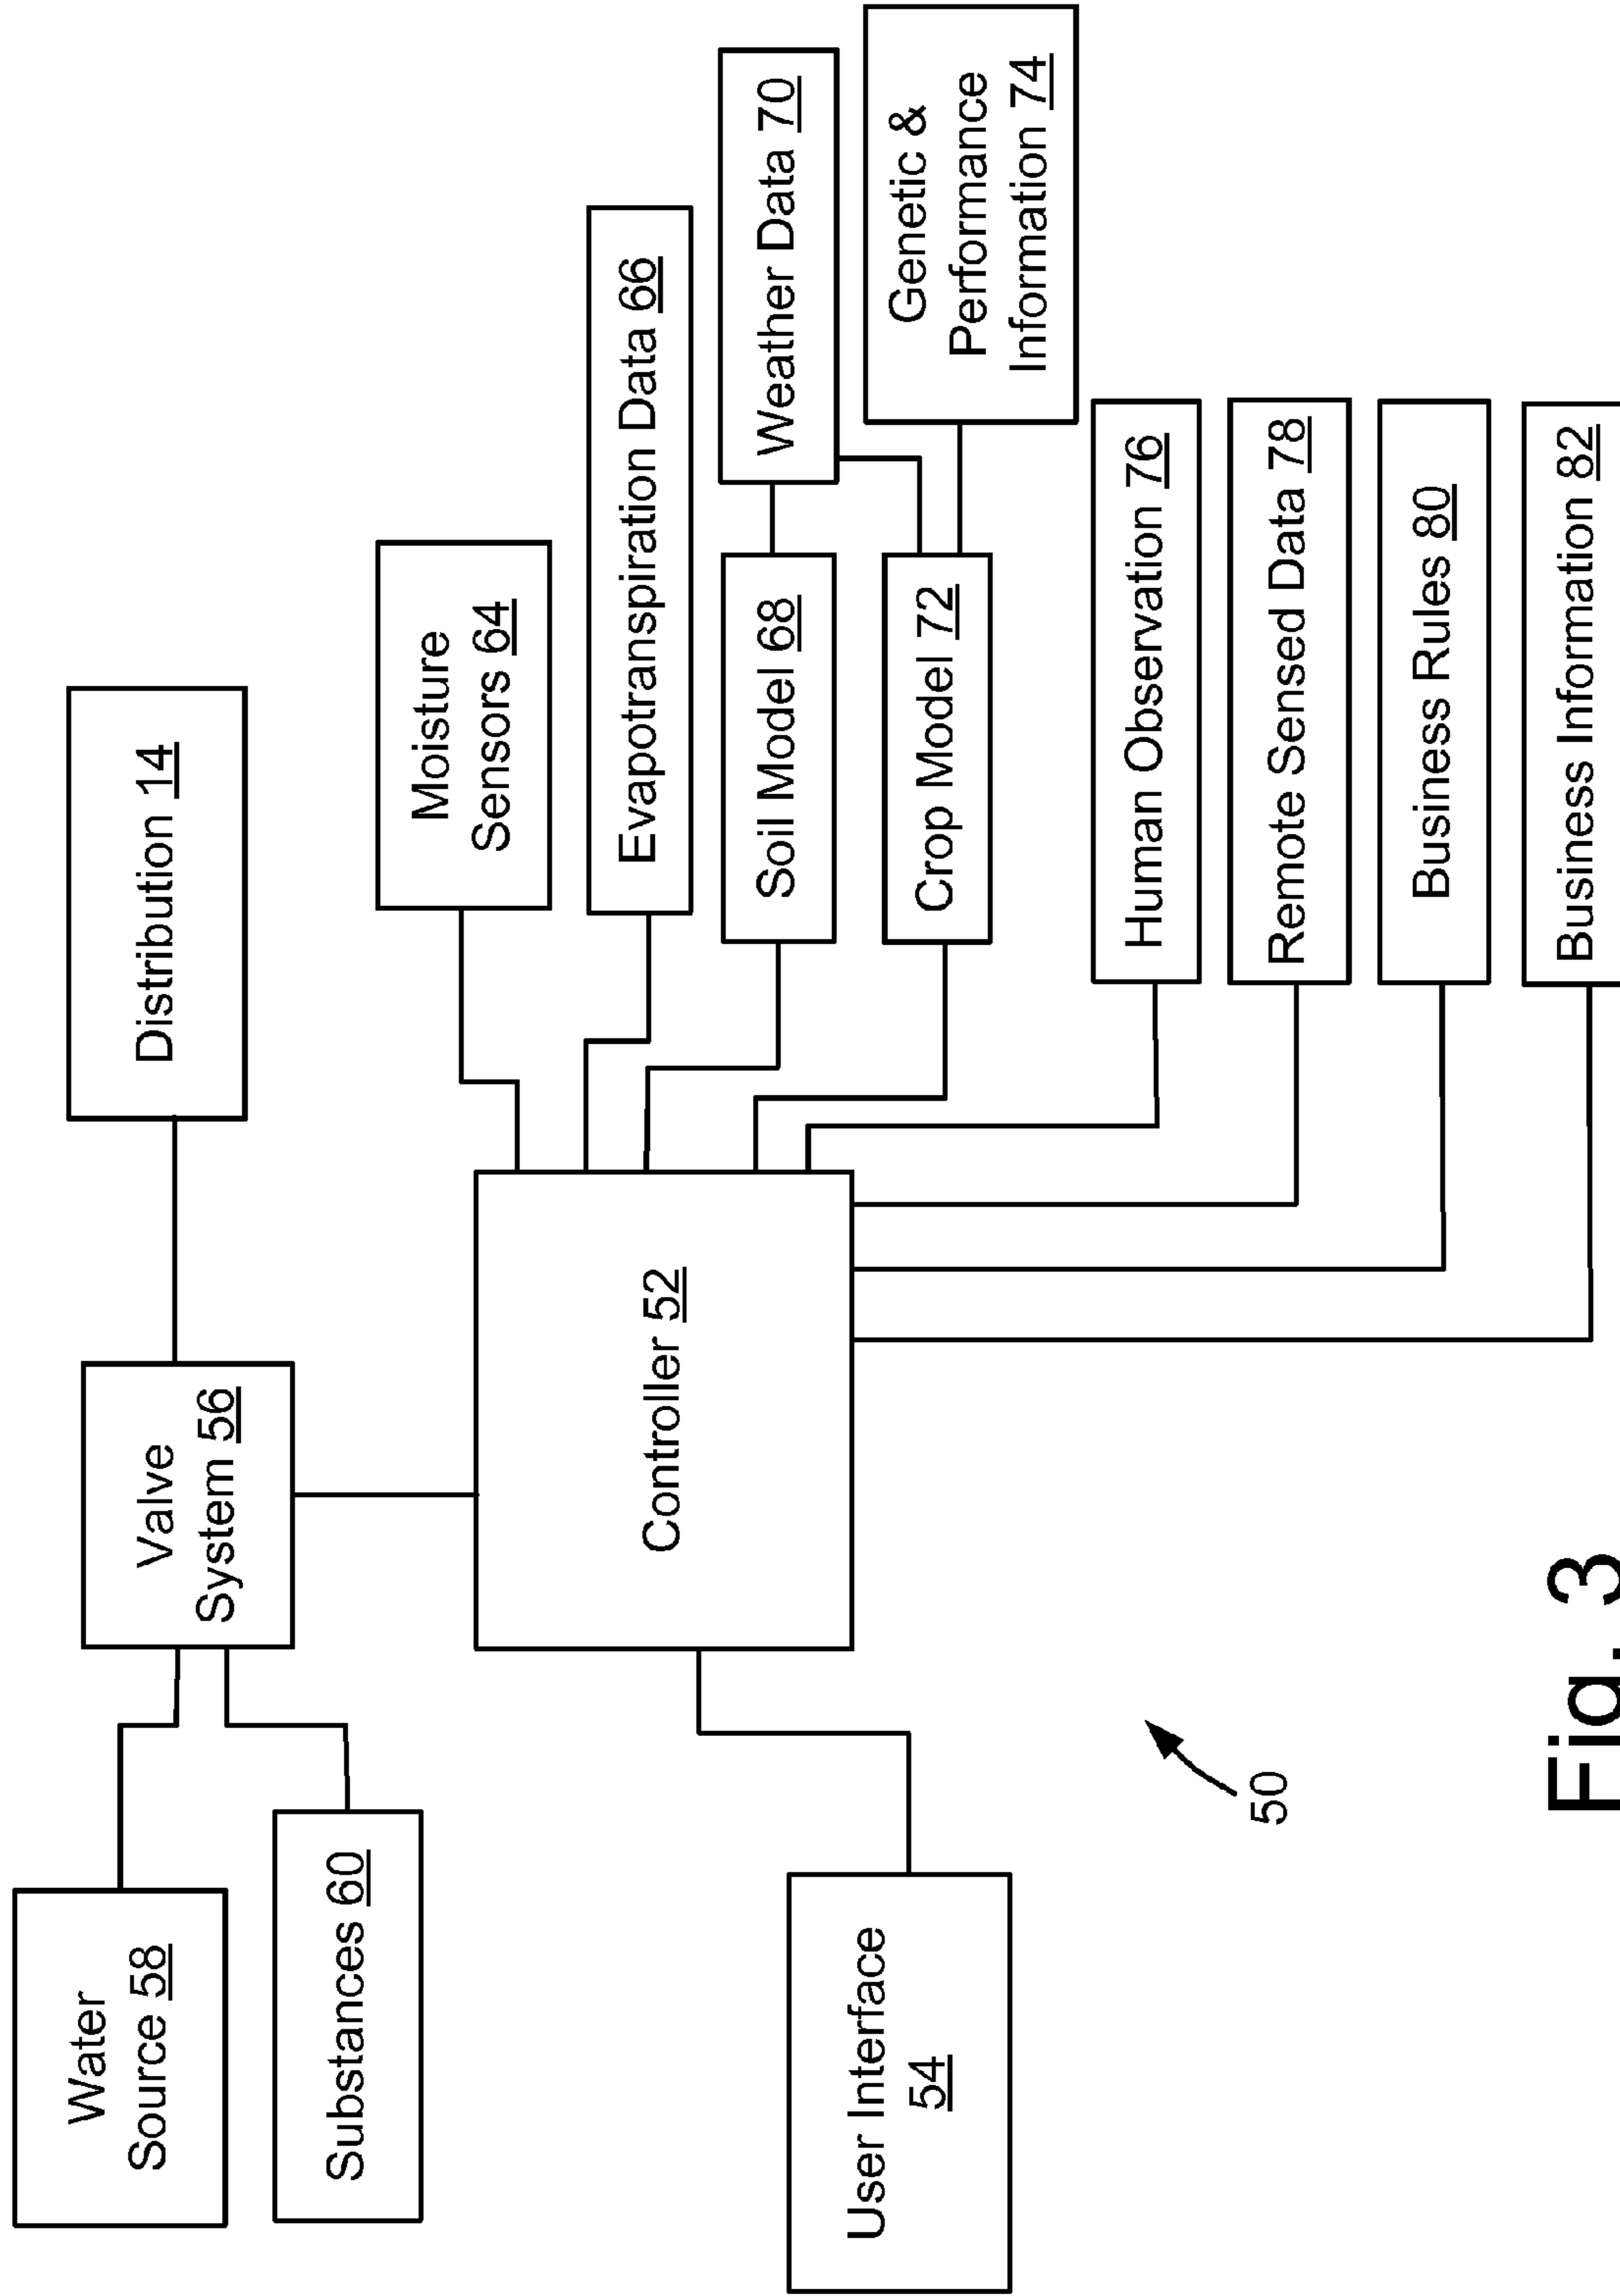 Water
Source 58
Valve
System 56
Distribution 14
Substances 60
Moisture
Sensors 64
Evapotranspiration Data 66
Controller 52
Soil Model 68
Weather Data 70
User Interface
54
Crop Model 72
Genetic &
Performance
Information 74
Human Observation 76
Remote Sensed Data 78
Business Rules 80
Business Information 82
50
Fig. 3